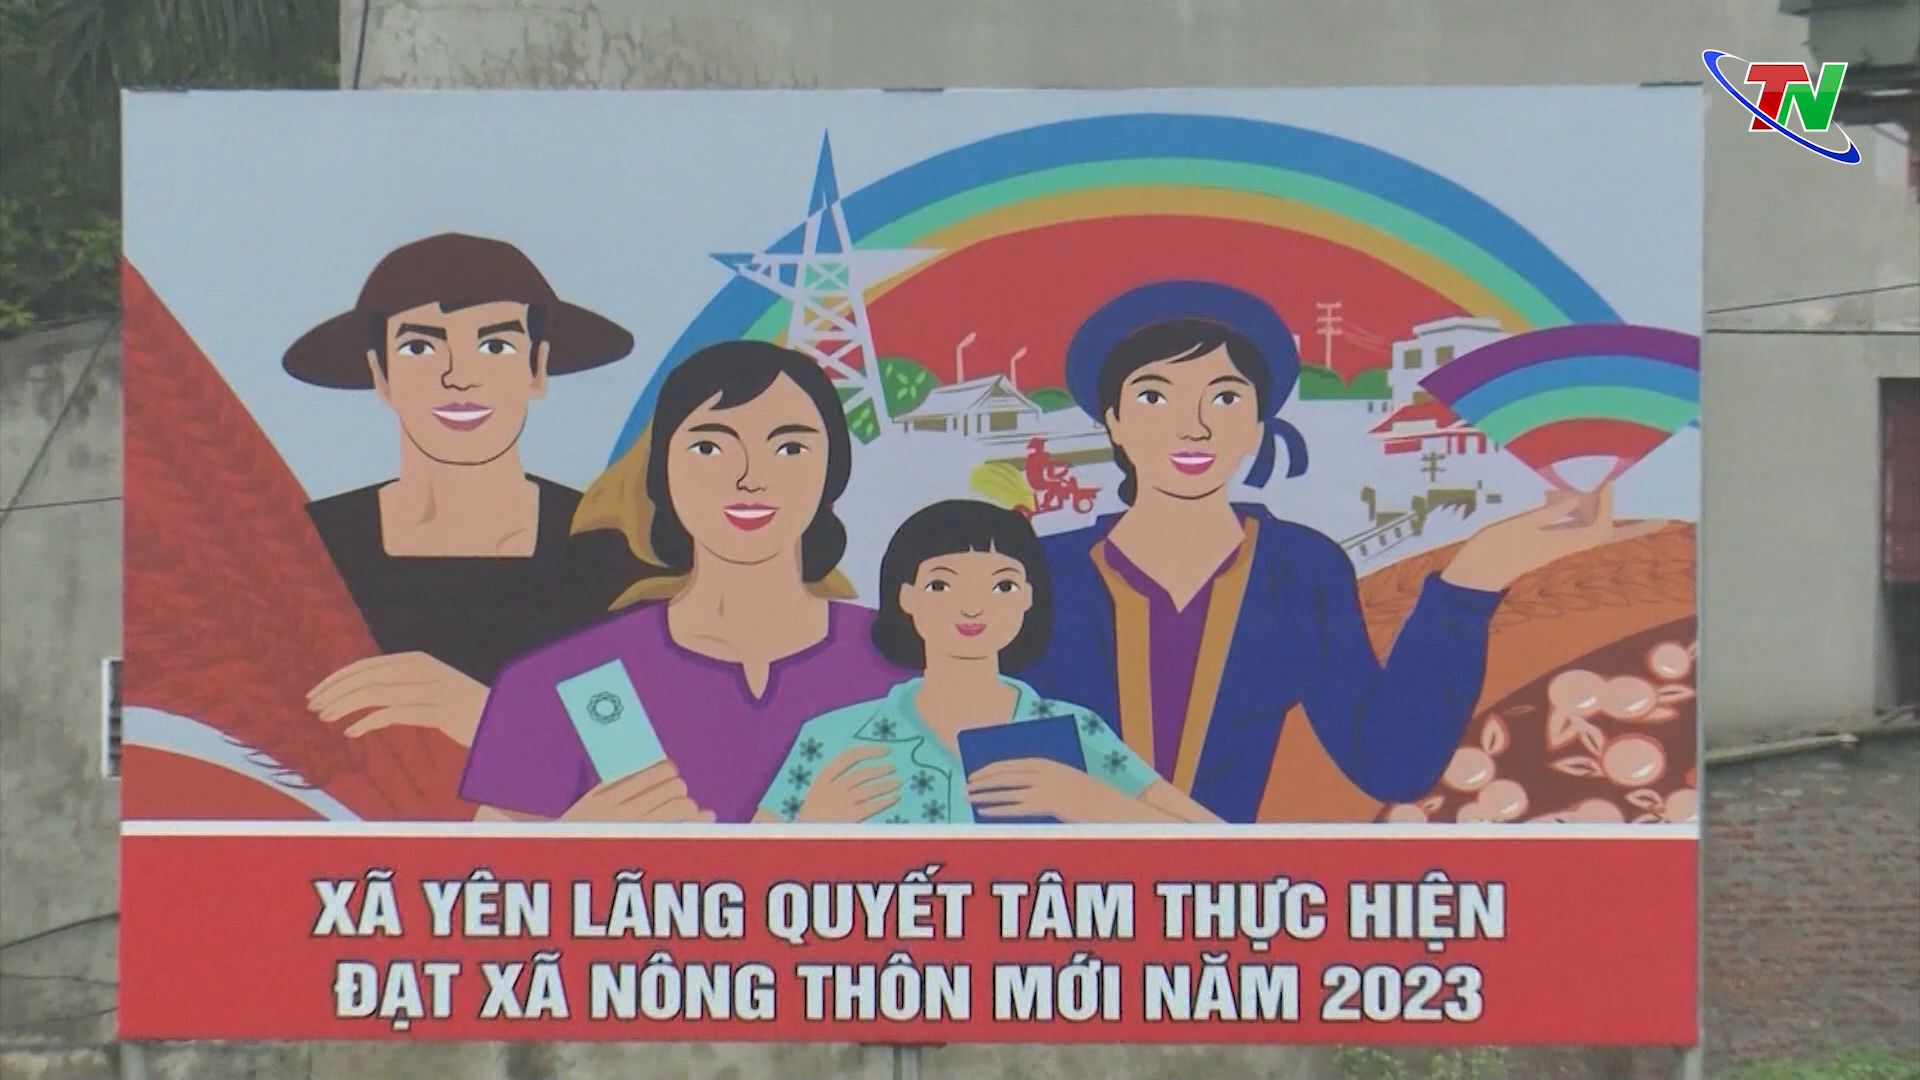 TN
XÃ YÊN LÃNG QUYẾT TÂM THỰC HIỆN
ĐẠT XÃ NÔNG THÔN MỚI NĂM 2023